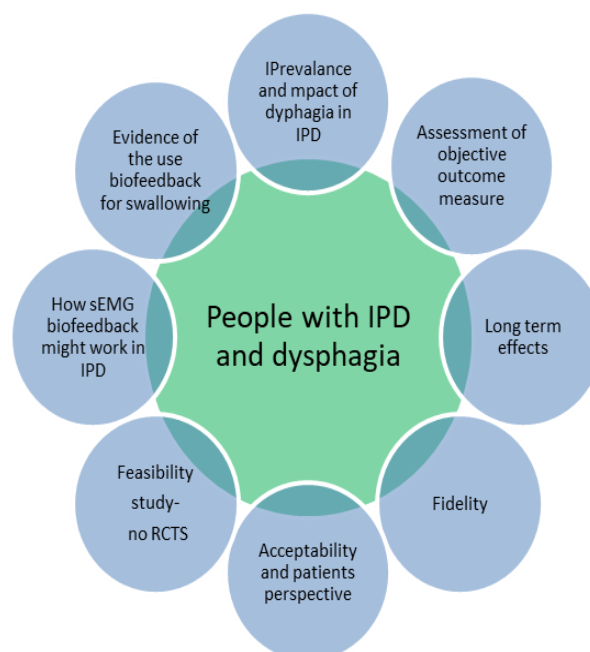 IPrevalance
and mpact of
dyphagia in
IPD
Assessment of
objective
outcome
measure
Long term
effects
Fidelity
Acceptability
and patients
perspective
Feasibility
study-
no RCTS
How sEMG
biofeedback
might work in
IPD
Evidence of
the use
biofeedback
for swallowing
People with IPD
and dysphagia